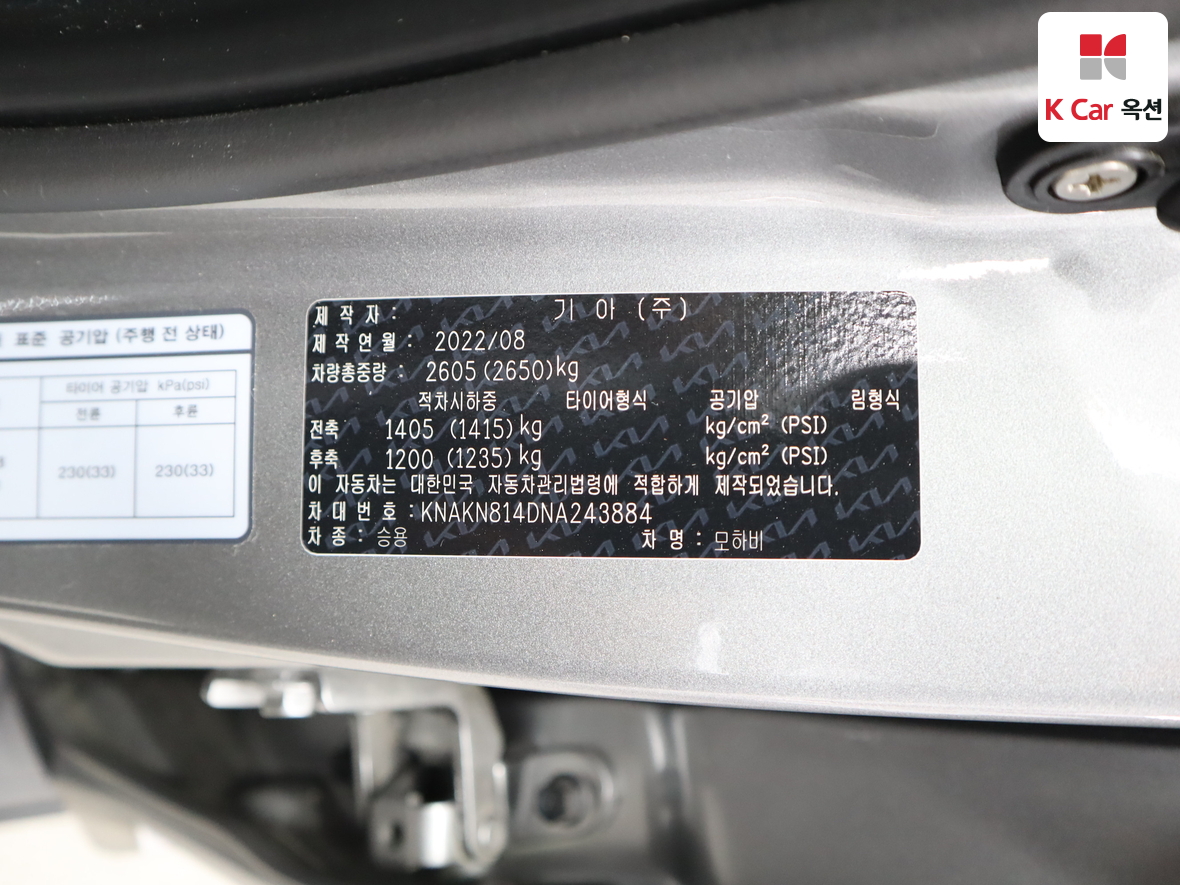 K Car 옥션
표준 공기압 (주행 전 상태)
타이어 공기압 kPa(psi)
전륜 후륜
230(33) 230(33)
제 작 자 : 기 아 (주)
제 작 연 월 : 2022/08
차량총중량 : 2605 (2650)kg
적차시하중 타이어형식 공기압 림형식
전축 1405 (1415)kg kg/cm² (PSI)
후축 1200 (1235)kg kg/cm² (PSI)
이 자동차는 대한민국 자동차관리법령에 적합하게 제작되었습니다.
차 대 번 호 : KNAKN814DNA243884
차 종 : 승용 차 명 : 모하비